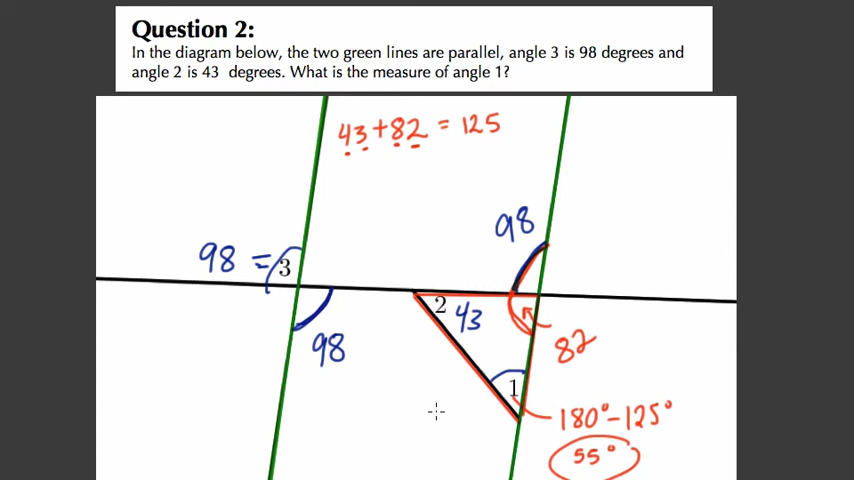 Question 2:
In the diagram below, the two green lines are parallel, angle 3 is 98 degrees and
angle 2 is 43 degrees. What is the measure of angle 1?
43+82 = 125
98
98 = 3
2
43
98
82
1
180°-125°
55°